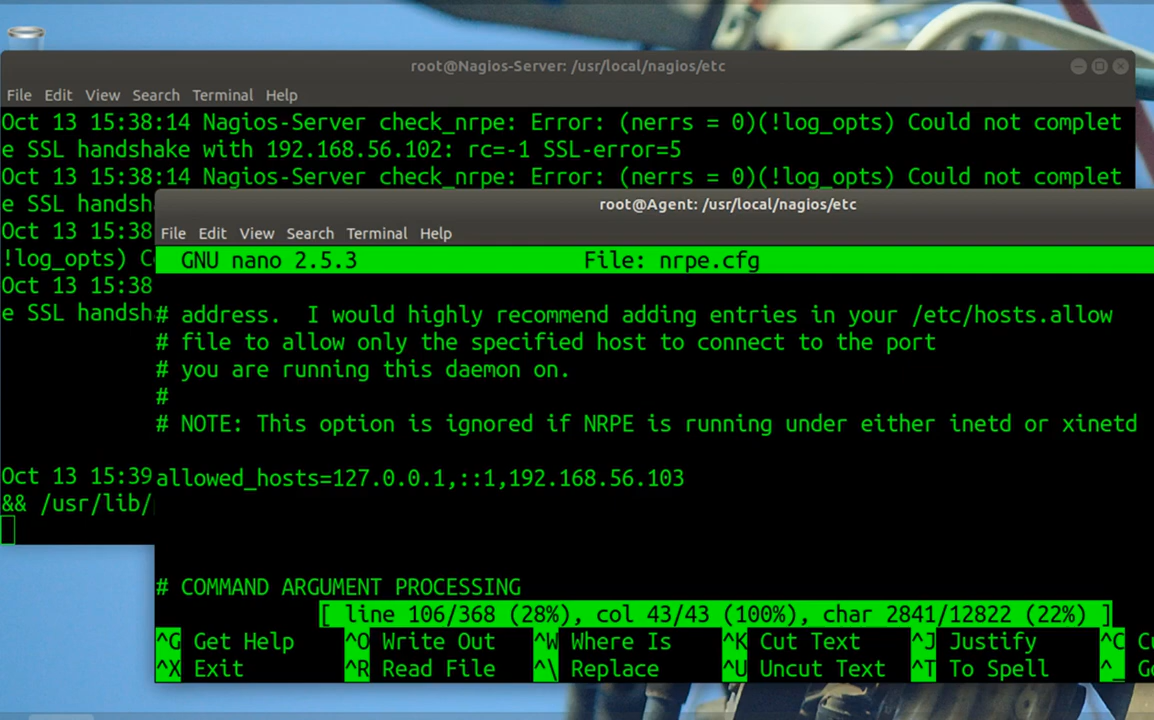 root@Nagios-Server: /usr/local/nagios/etc
File Edit View Search Terminal Help
Oct 13 15:38:14 Nagios-Server check_nrpe: Error: (nerrs = 0)(!log_opts) Could not complet
e SSL handshake with 192.168.56.102: rc=-1 SSL-error=5
Oct 13 15:38:14 Nagios-Server check_nrpe: Error: (nerrs = 0)(!log_opts) Could not complet
e SSL handsh
Oct 13 15:38
!log_opts) C
Oct 13 15:38
e SSL handsh
Oct 13 15:39
&& /usr/lib/
root@Agent: /usr/local/nagios/etc
File Edit View Search Terminal Help
GNU nano 2.5.3 File: nrpe.cfg
# address.  I would highly recommend adding entries in your /etc/hosts.allow
# file to allow only the specified host to connect to the port
# you are running this daemon on.
#
# NOTE: This option is ignored if NRPE is running under either inetd or xinetd
allowed_hosts=127.0.0.1,::1,192.168.56.103
# COMMAND ARGUMENT PROCESSING
[ line 106/368 (28%), col 43/43 (100%), char 2841/12822 (22%) ]
^G Get Help ^O Write Out ^W Where Is ^K Cut Text ^J Justify ^C
^X Exit ^R Read File ^\ Replace ^U Uncut Text ^T To Spell ^_